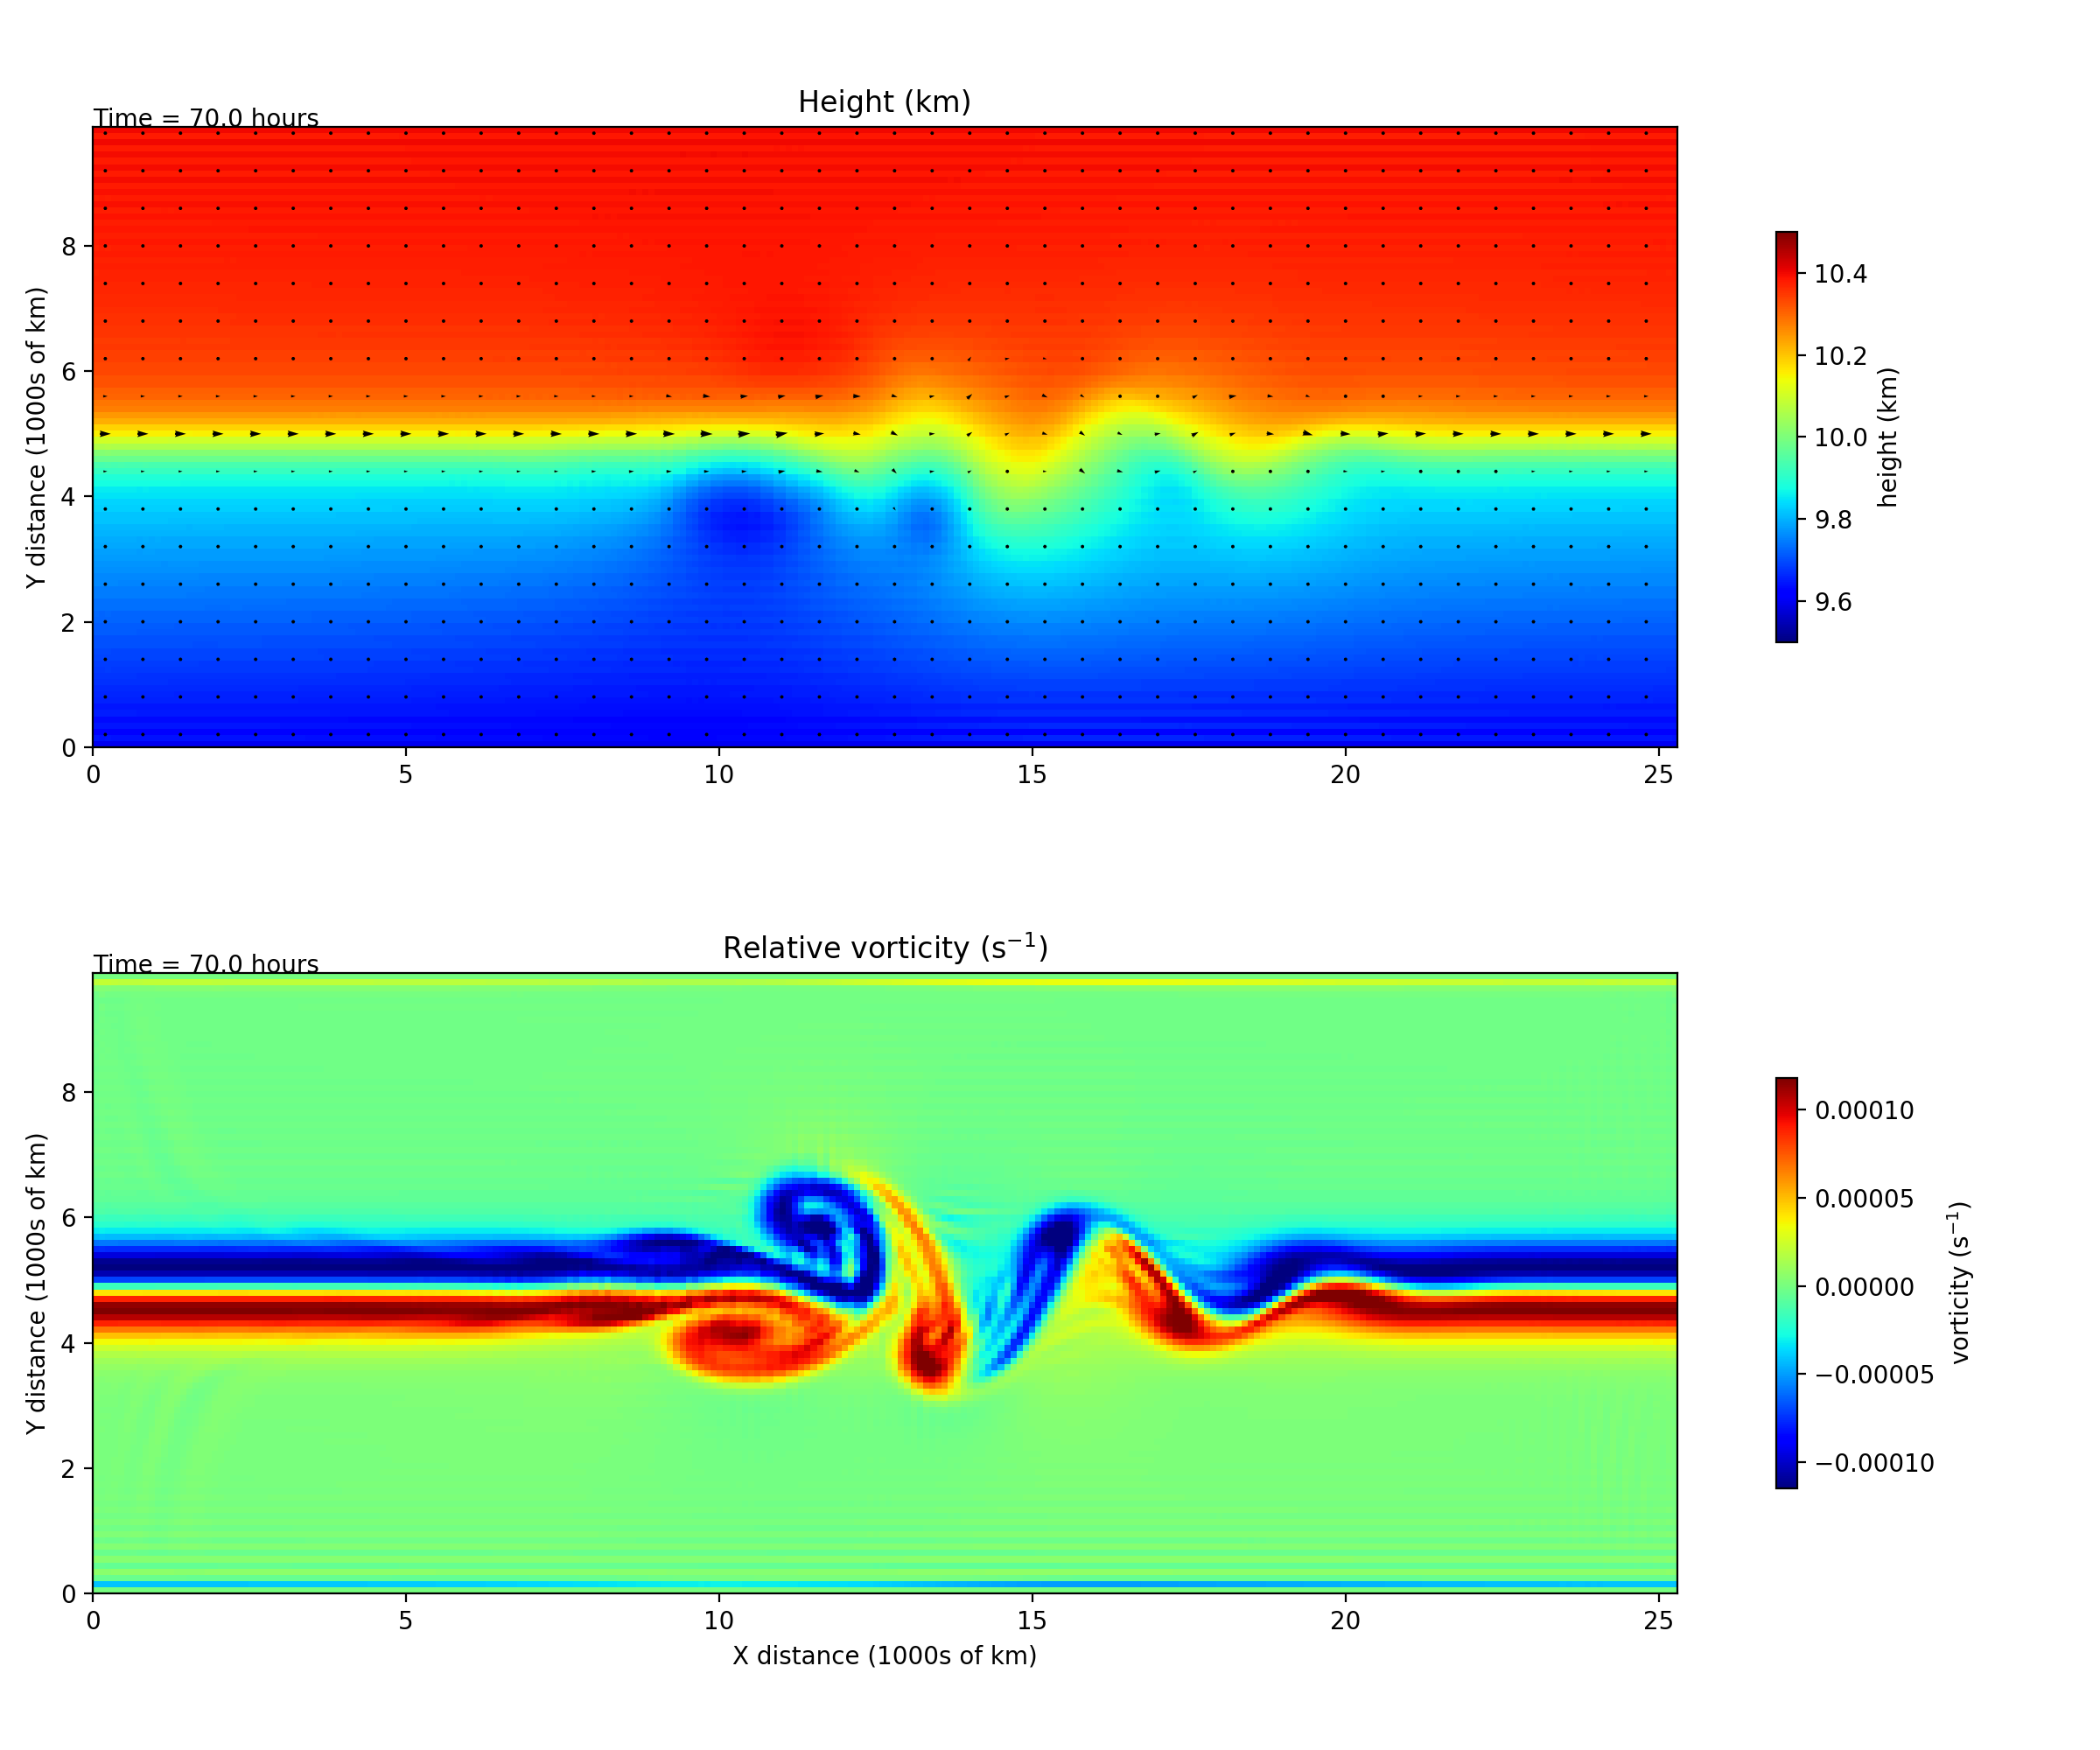 Height (km)
Time = 70.0 hours
Y distance (1000s of km)
8
6
4
2
0
0 5 10 15 20 25
10.4
10.2
10.0
9.8
9.6
height (km)
Relative vorticity (s⁻¹)
Time = 70.0 hours
Y distance (1000s of km)
8
6
4
2
0
0 5 10 15 20 25
X distance (1000s of km)
0.00010
0.00005
0.00000
−0.00005
−0.00010
vorticity (s⁻¹)